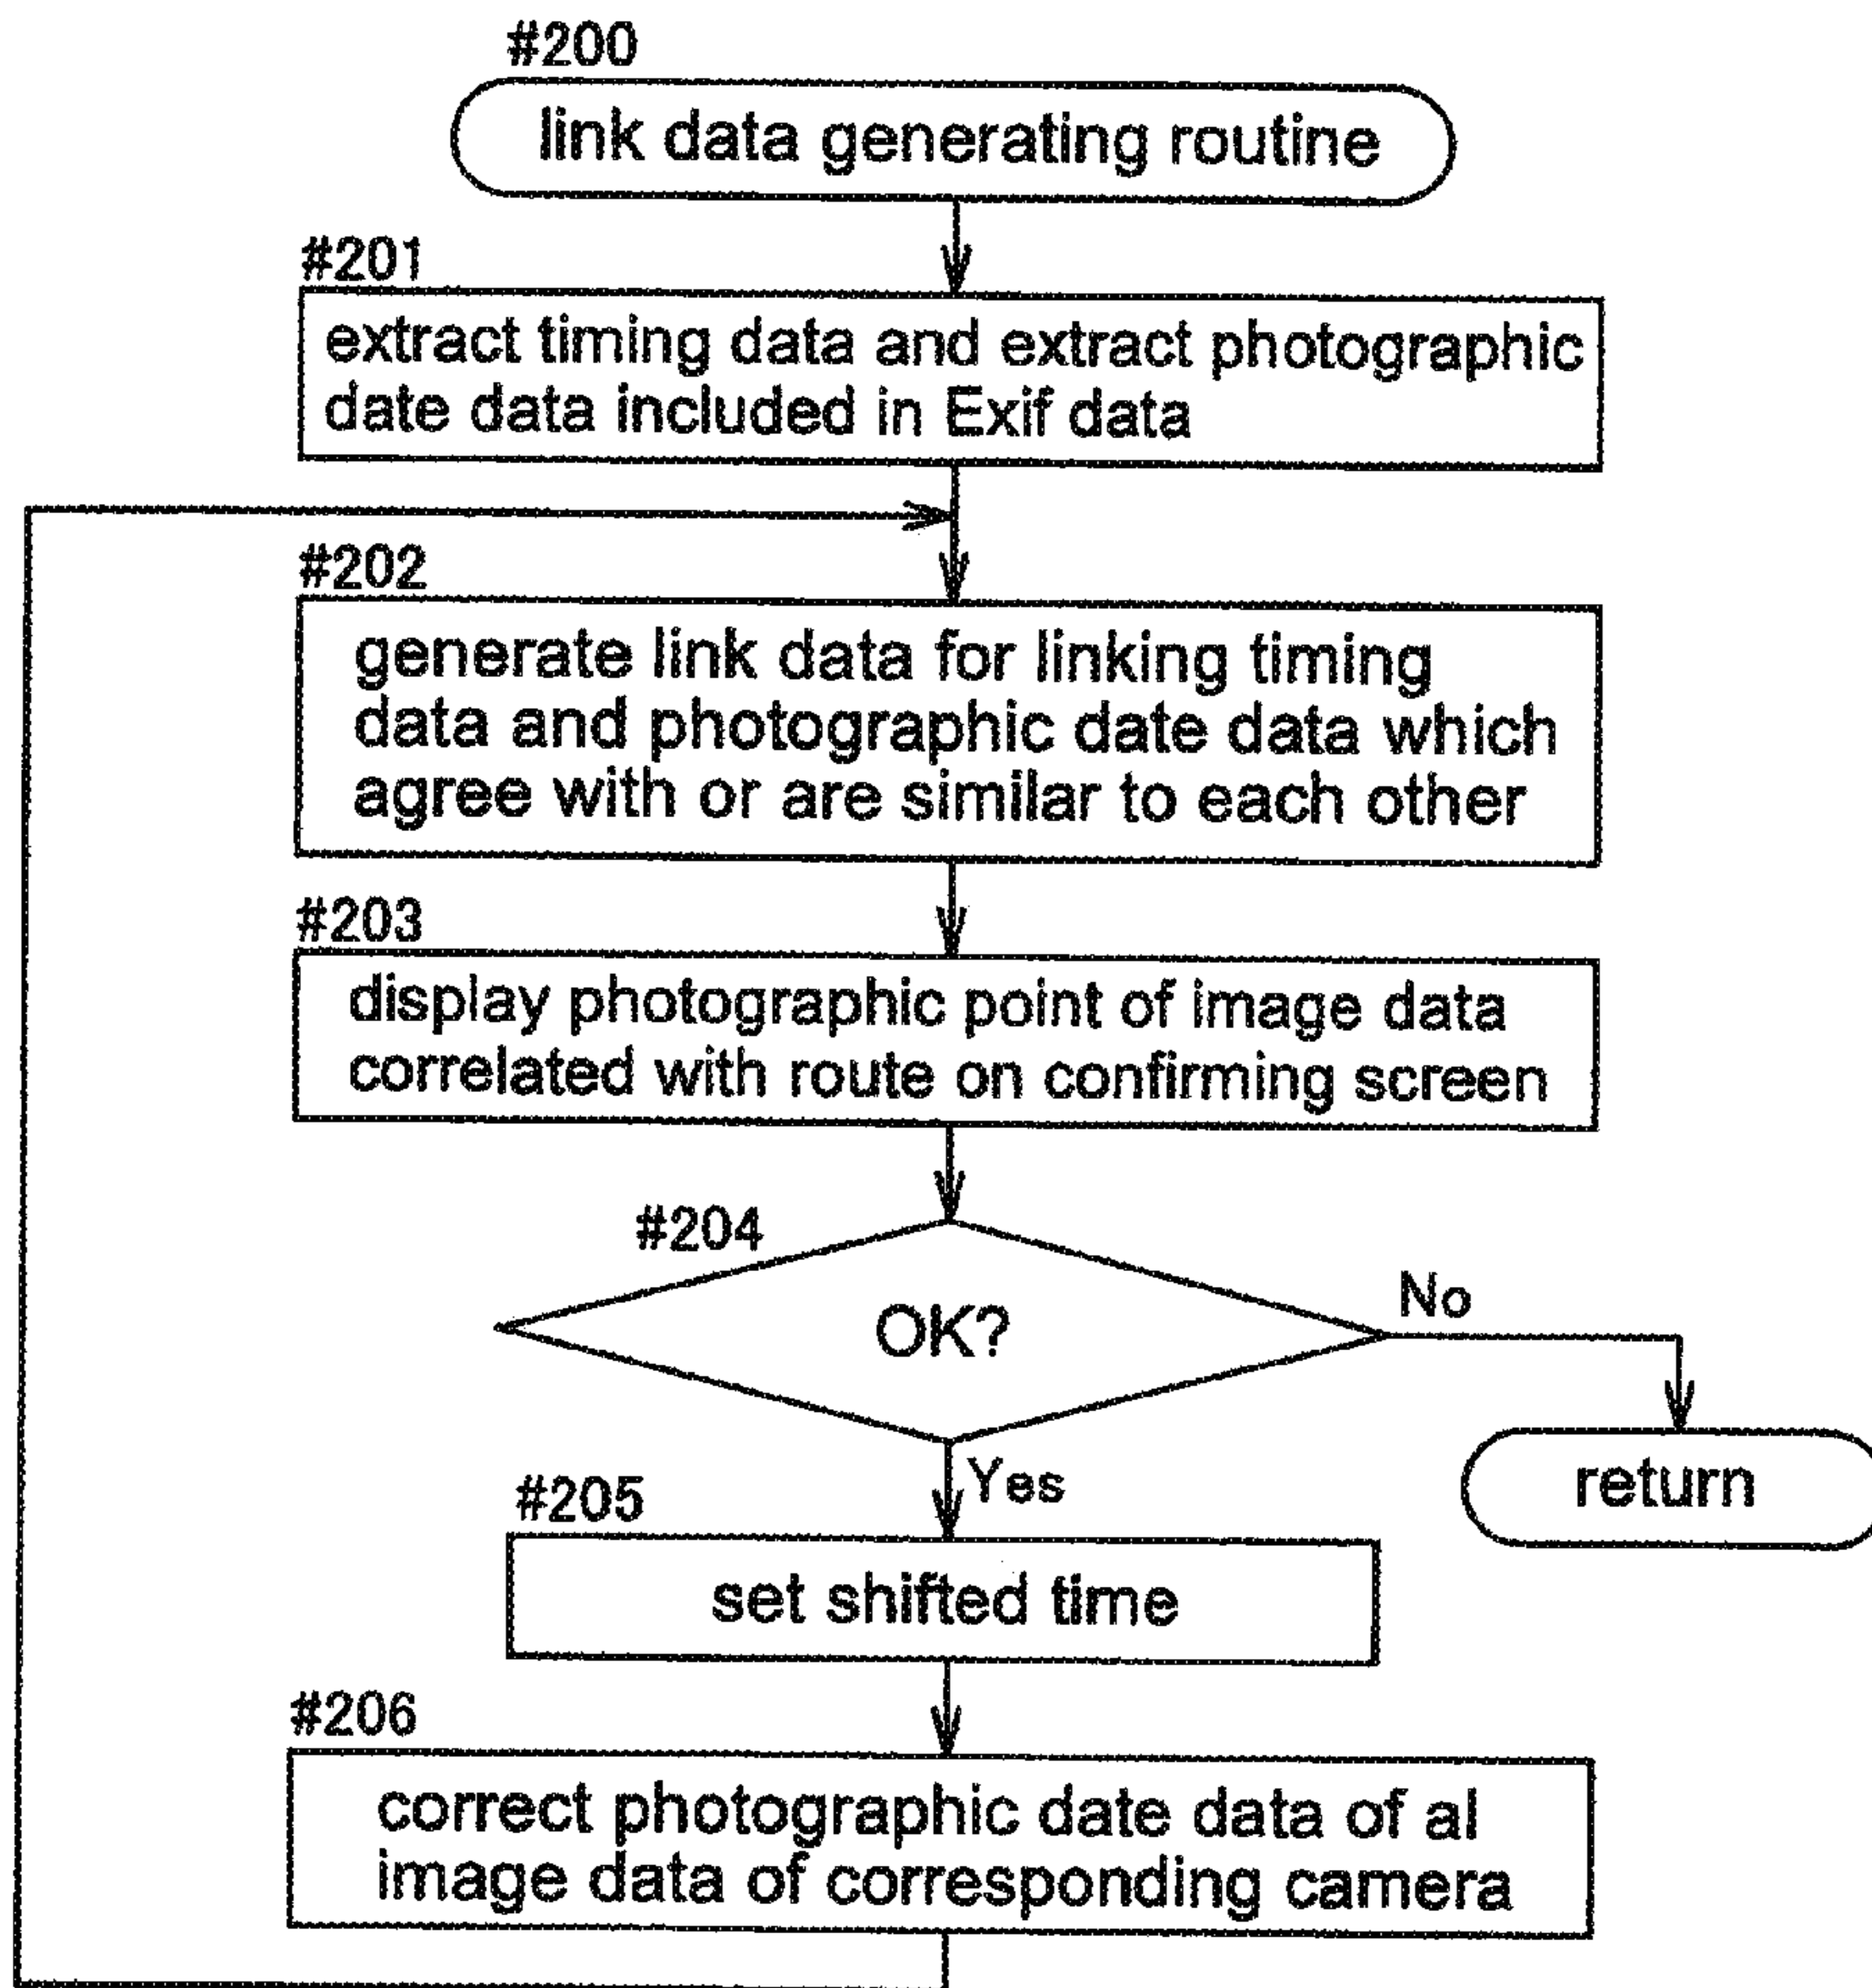 #200
link data generating routine
#201
extract timing data and extract photographic
date data included in Exif data
#202
generate link data for linking timing
data and photographic date data which
agree with or are similar to each other
#203
display photographic point of image data
correlated with route on confirming screen
#204
OK?
No
Yes
return
#205
set shifted time
#206
correct photographic date data of al
image data of corresponding camera